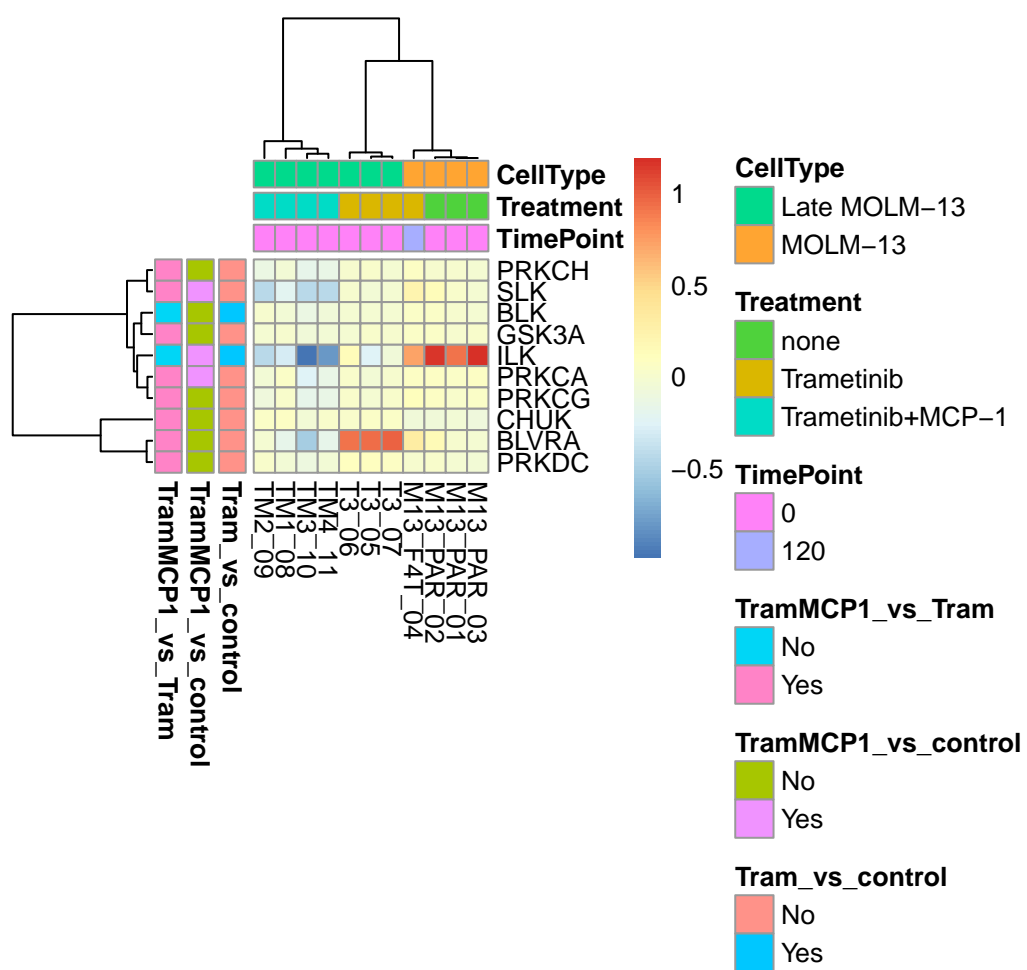 CellType
Treatment
TimePoint
PRKCH
SLK
BLK
GSK3A
ILK
PRKCA
PRKCG
CHUK
BLVRA
PRKDC
TramMCP1_vs_Tram
TramMCP1_vs_control
Tram_vs_control
TM2_09
TM1_08
TM3_10
TM4_11
T3_06
T3_05
T3_07
M13_F4T_04
M13_PAR_02
M13_PAR_01
M13_PAR_03
1
0.5
0
−0.5
CellType
Late MOLM−13
MOLM−13
Treatment
none
Trametinib
Trametinib+MCP−1
TimePoint
0
120
TramMCP1_vs_Tram
No
Yes
TramMCP1_vs_control
No
Yes
Tram_vs_control
No
Yes